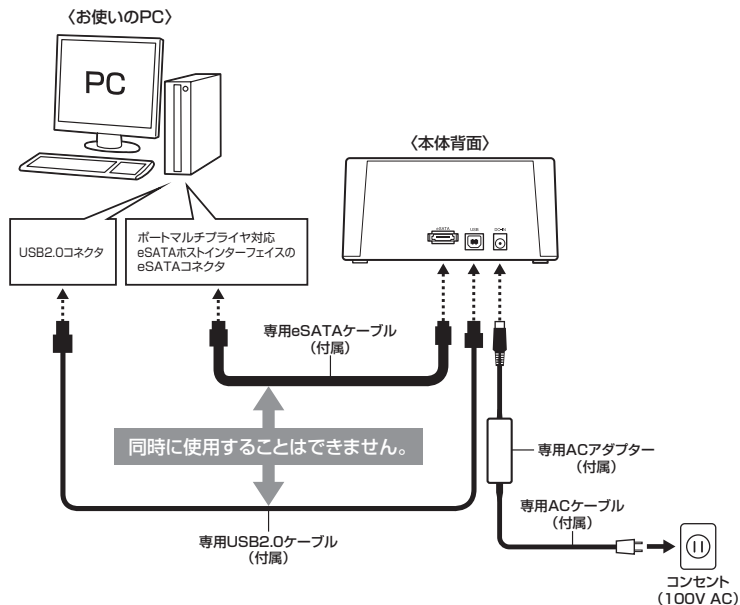 〈お使いのPC〉
PC
〈本体背面〉
eSATA
USB
DC-IN
USB2.0コネクタ
ポートマルチプライヤ対応
eSATAホストインターフェイスの
eSATAコネクタ
専用eSATAケーブル
（付属）
同時に使用することはできません。
専用ACアダプター
（付属）
専用USB2.0ケーブル
（付属）
専用ACケーブル
（付属）
コンセント
（100V AC）